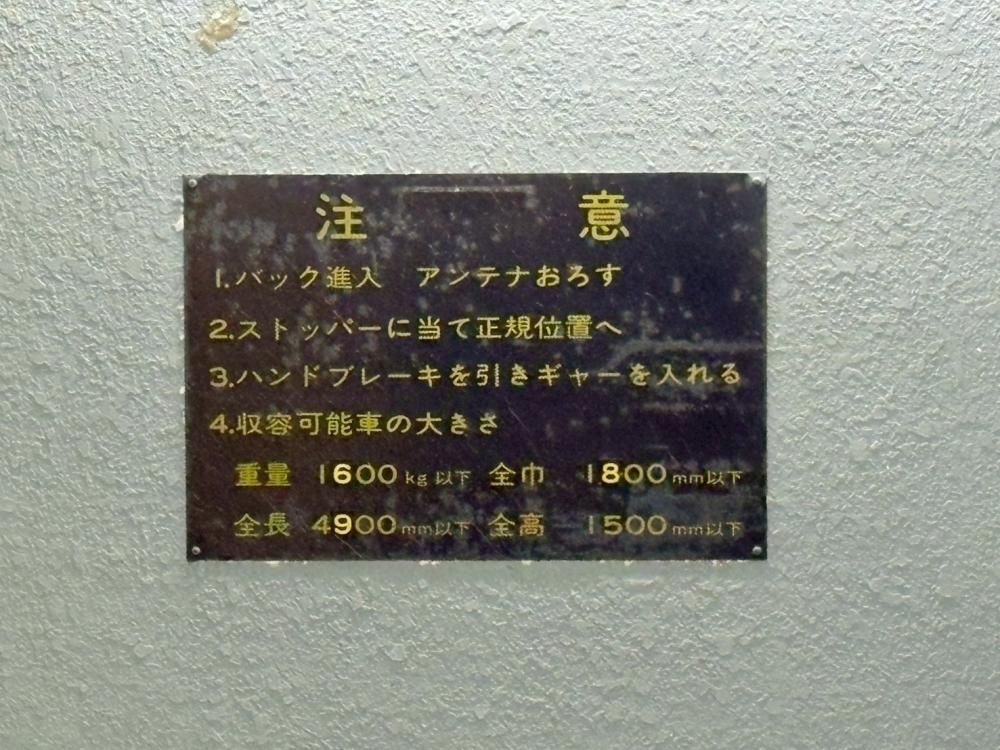 注意
1.バック進入 アンテナおろす
2.ストッパーに当て正規位置へ
3.ハンドブレーキを引きギャーを入れる
4.収容可能車の大きさ
重量 1600kg以下 全巾 1800mm以下
全長 4900mm以下 全高 1500mm以下